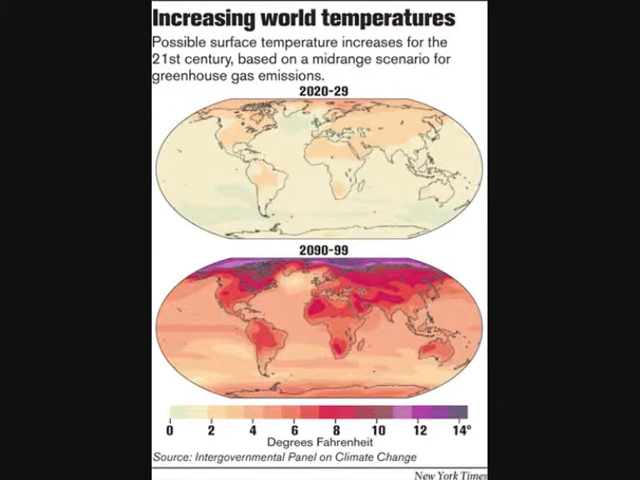 Increasing world temperatures
Possible surface temperature increases for the
21st century, based on a midrange scenario for
greenhouse gas emissions.
2020-29
2090-99
0 2 4 6 8 10 12 14°
Degrees Fahrenheit
Source: Intergovernmental Panel on Climate Change
New York Times